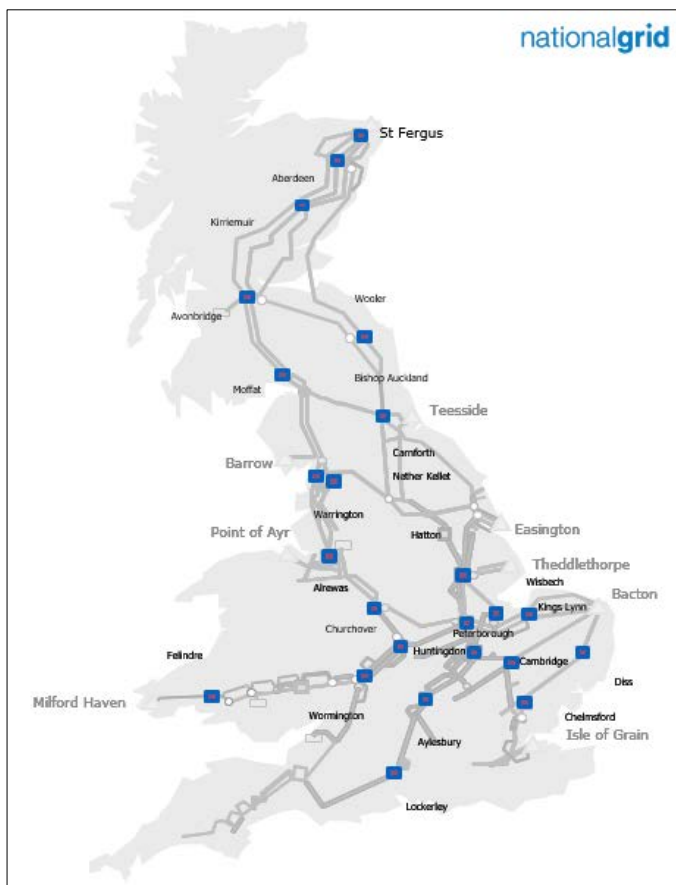 nationalgrid
St Fergus
Aberdeen
Kirriemuir
Wooler
Avonbridge
Bishop Auckland
Moffat
Teesside
Carnforth
Barrow
Nether Kellet
Warrington
Point of Ayr
Hatton
Easington
Theddlethorpe
Alrewas
Wisbech
Bacton
Kings Lynn
Churchover
Peterborough
Felindre
Huntingdon
Cambridge
Diss
Milford Haven
Wormington
Chelmsford
Isle of Grain
Aylesbury
Lockerley